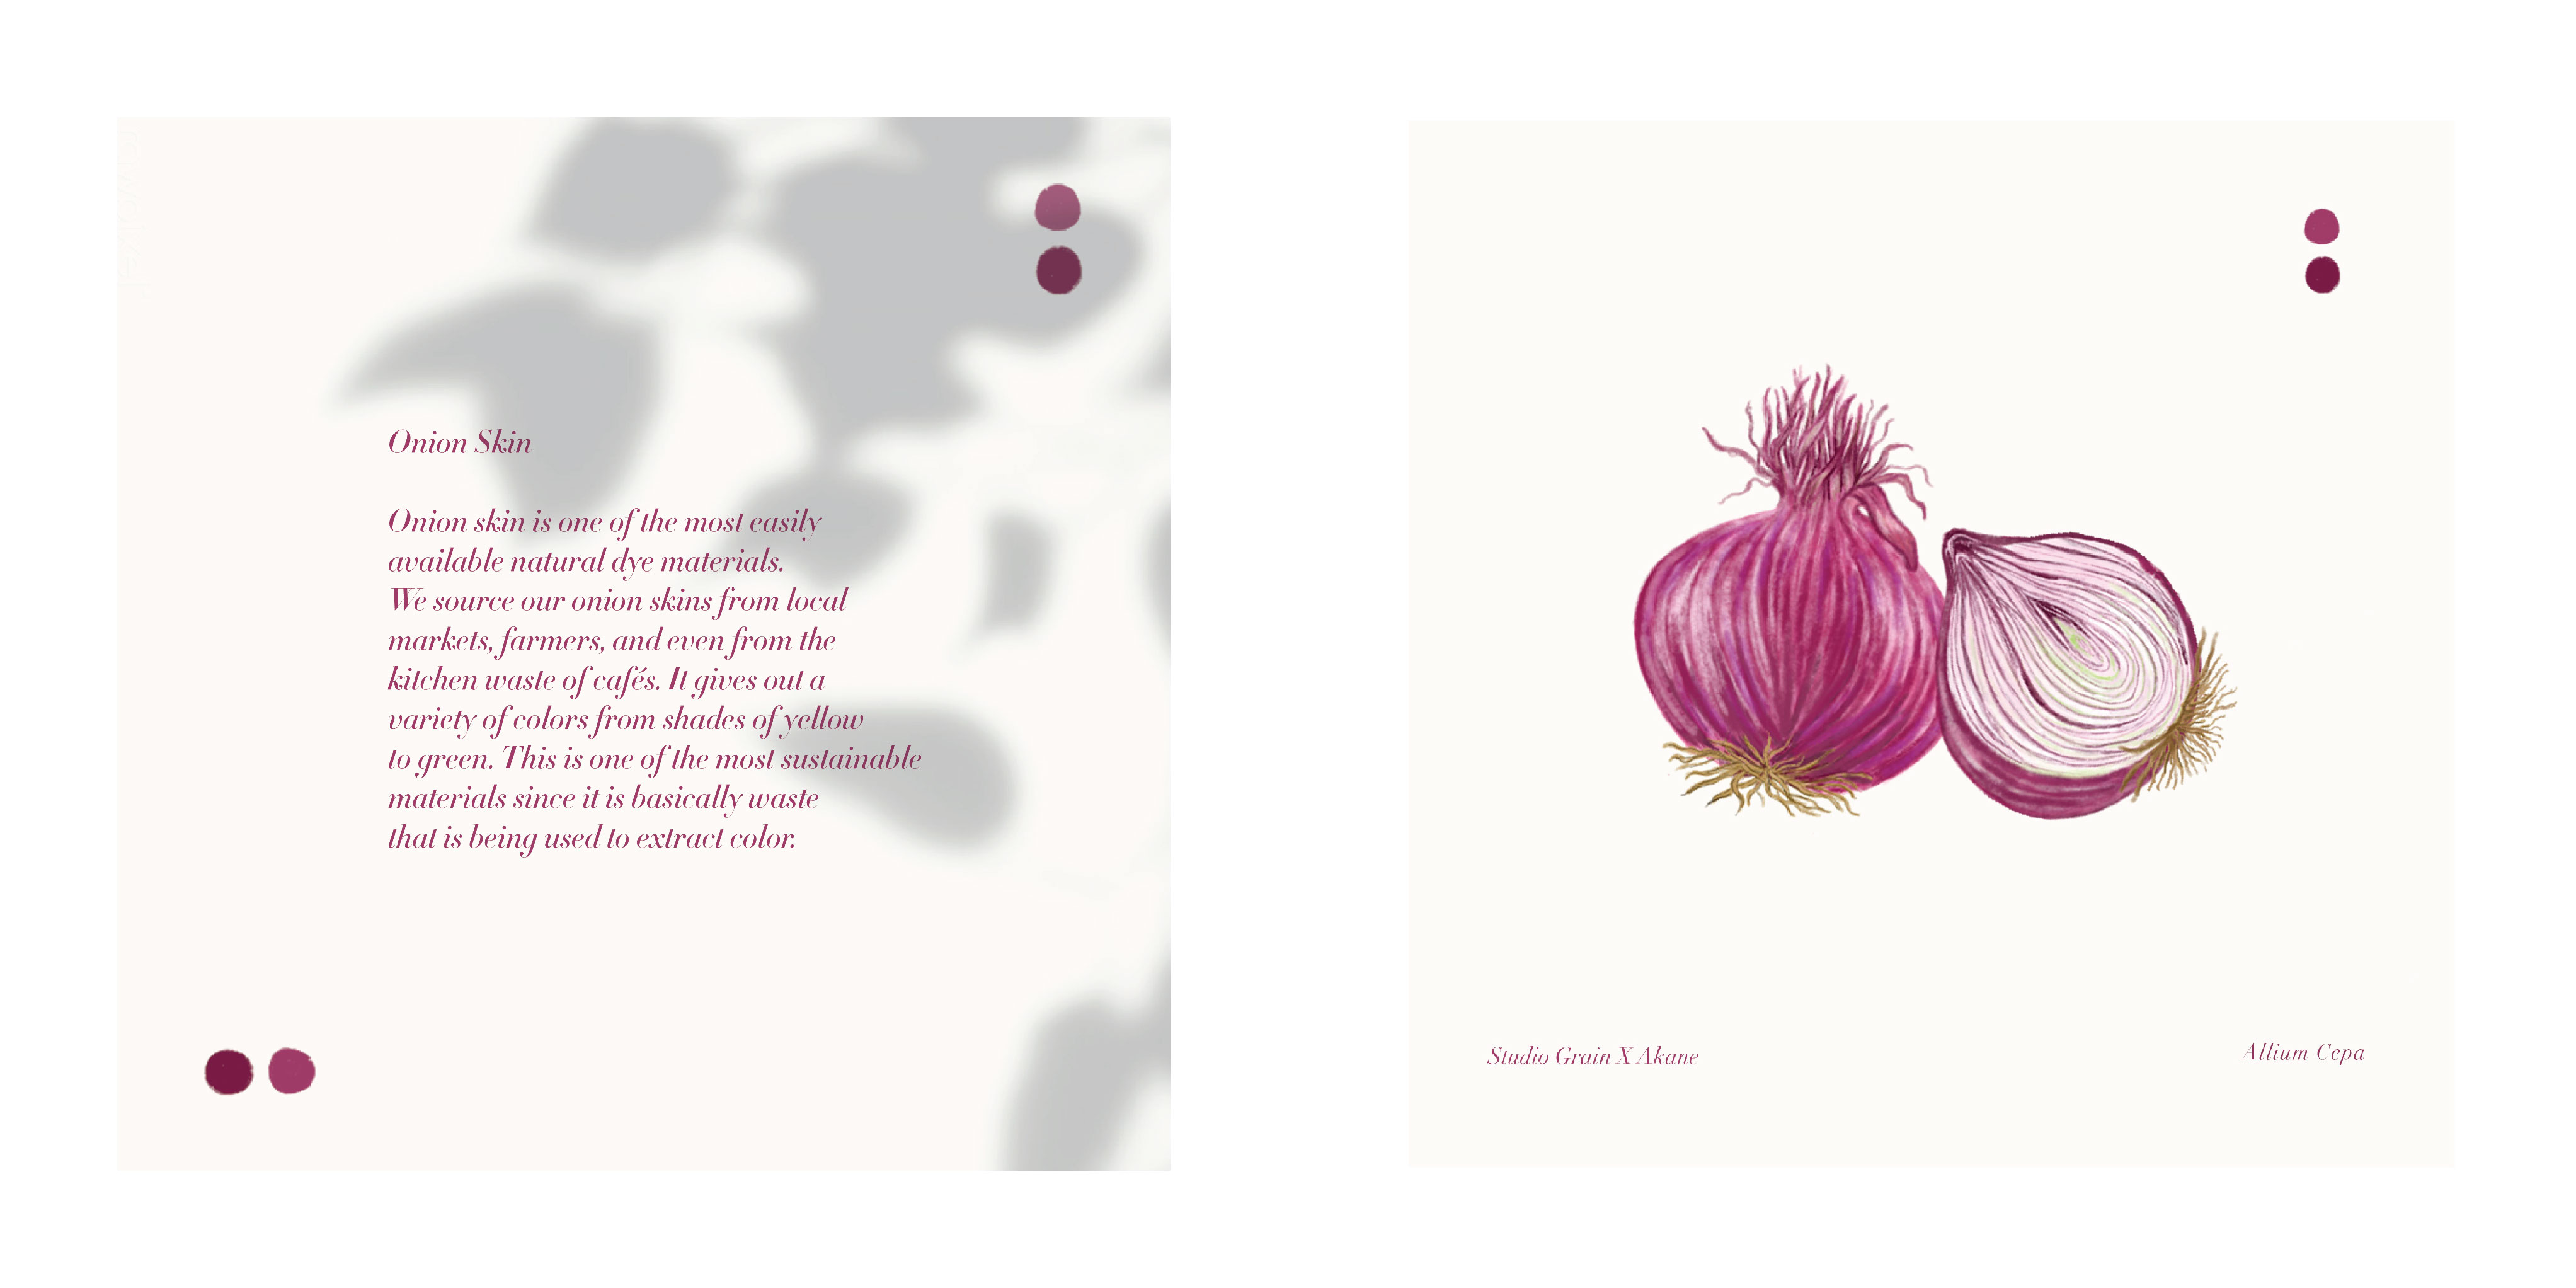 Onion Skin
Onion skin is one of the most easily
available natural dye materials.
We source our onion skins from local
markets, farmers, and even from the
kitchen waste of cafés. It gives out a
variety of colors from shades of yellow
to green. This is one of the most sustainable
materials since it is basically waste
that is being used to extract color.
Studio Grain X Akane
Allium Cepa